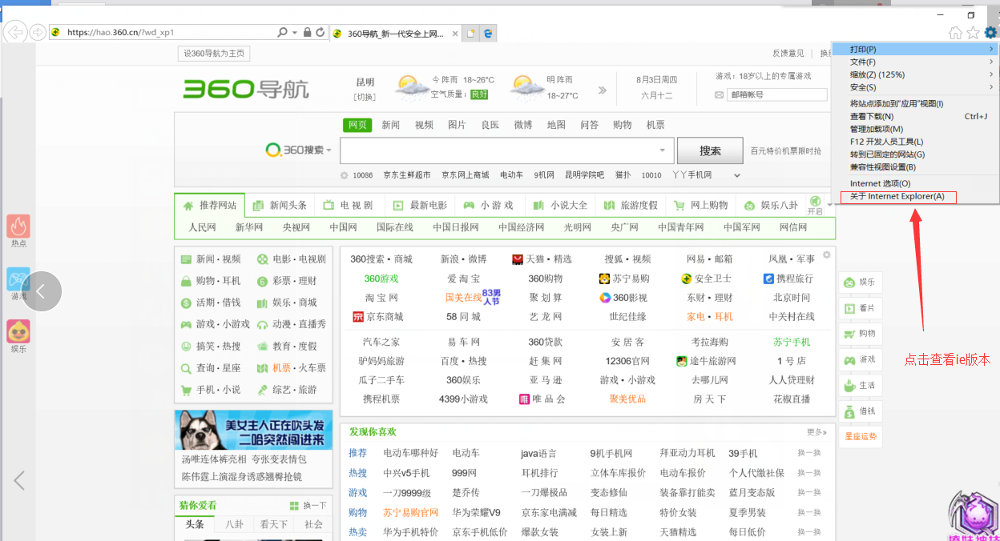 https://hao.360.cn/?wd_xp1
360导航_新一代安全上网...
设360导航为主页
反馈意见
打印(P)
文件(F)
缩放(Z) (125%)
安全(S)
将站点添加到“应用”视图(I)
查看下载(N) Ctrl+J
管理加载项(M)
F12 开发人员工具(L)
转到已固定的网站(G)
兼容性视图设置(B)
Internet 选项(O)
关于 Internet Explorer(A)
点击查看ie版本
360导航
昆明
[切换]
今 阵雨 18~26°C
空气质量：良好
明 阵雨
18~27°C
8月3日周四
六月十二
游戏：18岁以上的专属游戏
邮箱帐号
网页 新闻 视频 图片 良医 微博 地图 问答 购物 机票
360搜索
搜索
百元特价机票限时抢
10086 京东生鲜超市 京东网上商城 电动车 9机网 昆明学院吧 猫扑 10010 丫丫手机网
推荐网站 新闻头条 电 视 剧 最新电影 小 游 戏 小说大全 旅游度假 网上购物 娱乐八卦 开启
人民网 新华网 央视网 中国网 国际在线 中国日报网 中国经济网 光明网 央广网 中国青年网 中国军网 网信网
热点
游戏
娱乐
新闻·视频 电影·电视剧
购物·耳机 彩票·理财
活期·借钱 娱乐·商城
游戏·小游戏 动漫·直播秀
搞笑·热搜 教育·度假
查询·星座 机票·火车票
手机·小说 综艺·旅游
360搜索·商城 新浪·微博 天猫·精选 搜狐·视频 网易·邮箱 凤凰·军事
360游戏 爱 淘 宝 360购物 苏宁易购 安全卫士 携程旅行
淘 宝 网 国美在线 83男人节 聚 划 算 360影视 东财·理财 北京时间
京东商城 58 同 城 艺 龙 网 世纪佳缘 家电·耳机 中关村在线
汽车之家 易 车 网 360贷款 安 居 客 考拉海购 苏宁手机
驴妈妈旅游 百度·热搜 赶 集 网 12306官网 途牛旅游网 1 号 店
瓜子二手车 360娱乐 亚 马 逊 游戏·小游戏 去哪儿网 人人贷理财
携程机票 4399小游戏 唯 品 会 聚美优品 房 天 下 花椒直播
娱乐
看片
购物
游戏
生活
借钱
星座运势
美女主人正在吹头发
二哈突然闯进来
汤唯连体裤亮相 夸张变表情包
陈伟霆上演湿身诱惑翘臀抢镜
猜你爱看 换一下
头条 八卦 看天下 社会
发现你喜欢 更多»
推荐 电动车哪种好 电动车 java语言 9机手机网 拜亚动力耳机 39手机 换一换
热搜 中兴v5手机 999网 耳机排行 立体车库报价 电动车报价 个人代缴社保 换一换
游戏 一刀9999级 楚乔传 一刀爆极品 变态修仙 装备靠打能卖 蓝月变态版 换一换
购物 苏宁易购官网 华为荣耀V9 京东家电满减 每日精选 特价女装 夏季男装 换一换
热卖 华为手机特价 京东手机低价 爆款女装 女装上新 天猫精选 每日低价 换一换